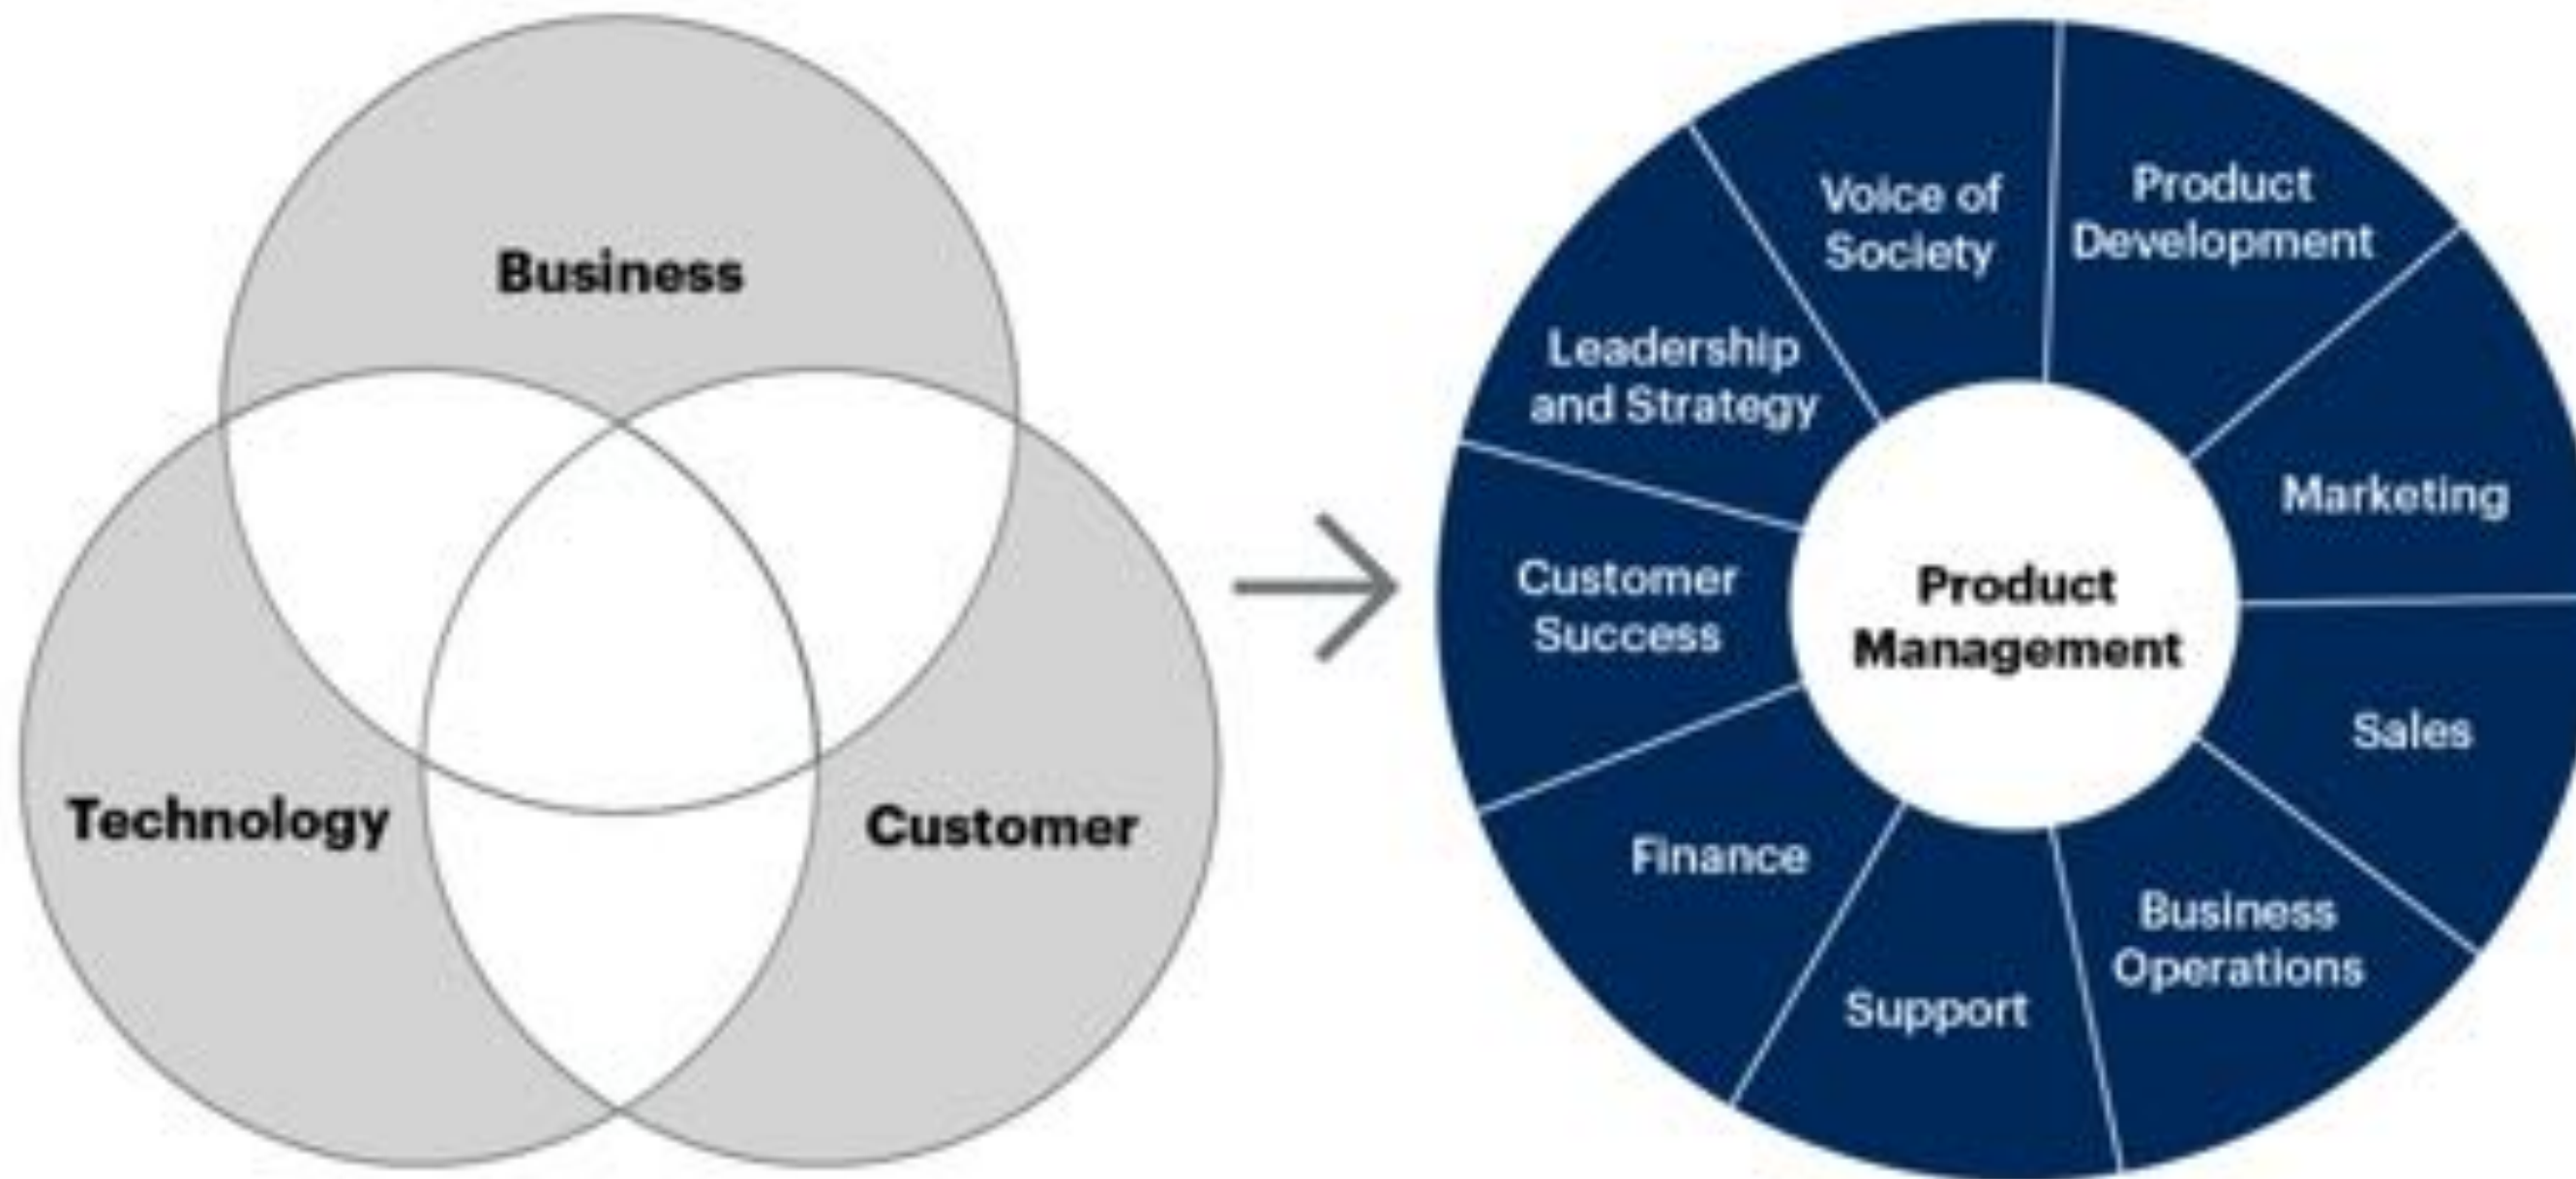 Business
Technology
Customer
Voice of
Society
Product
Development
Marketing
Sales
Business
Operations
Support
Finance
Customer
Success
Leadership
and Strategy
Product
Management